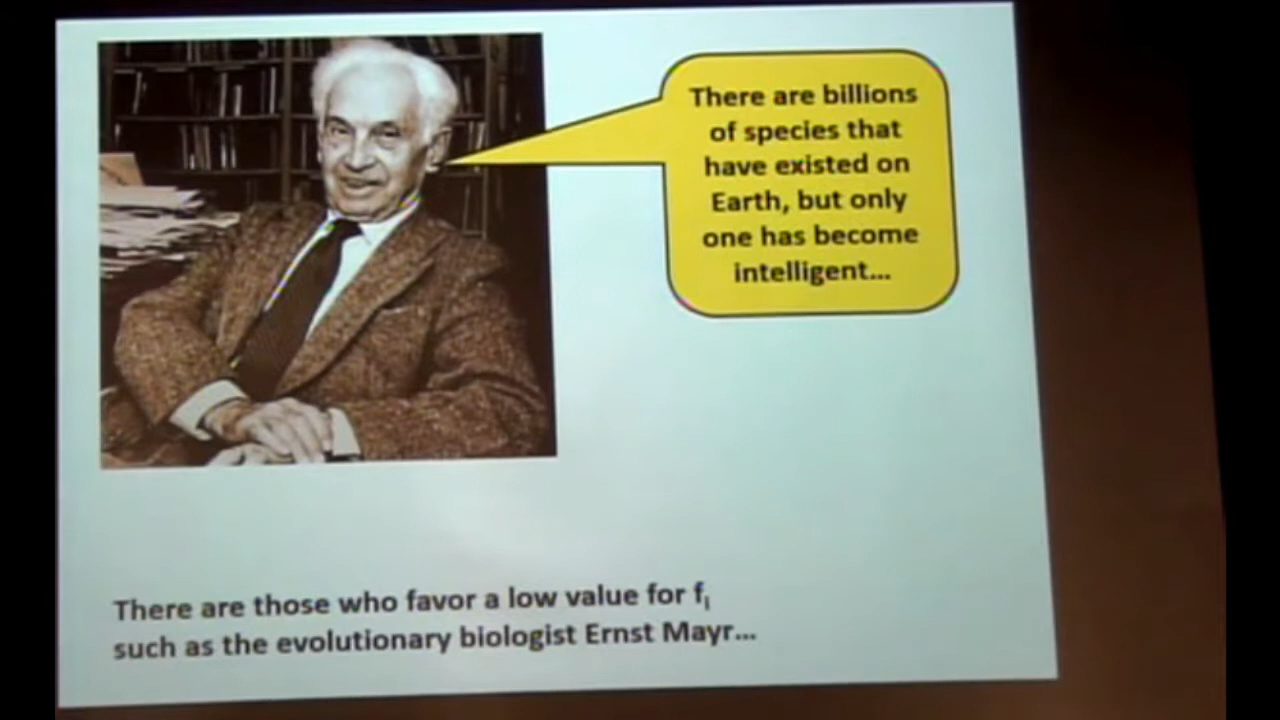 There are billions
of species that
have existed on
Earth, but only
one has become
intelligent...
There are those who favor a low value for fᵢ
such as the evolutionary biologist Ernst Mayr...